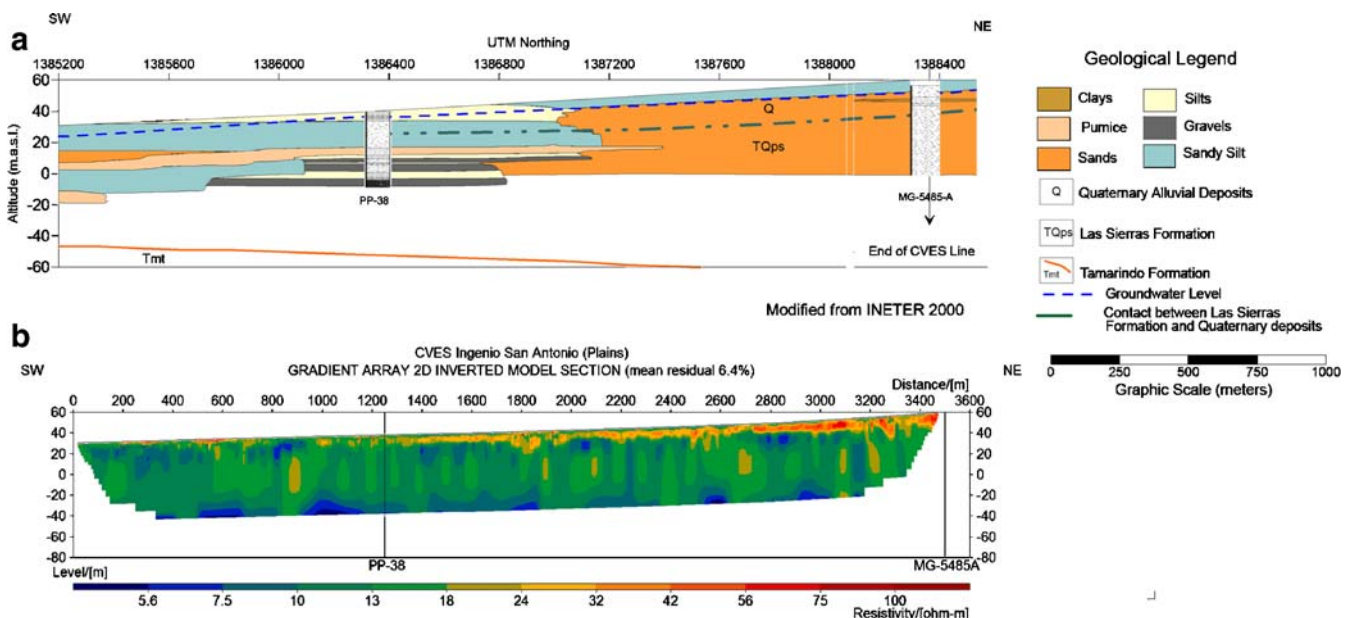 SW
NE
a
UTM Northing
1385200 1385600 1386000 1386400 1386800 1387200 1387600 1388000 1388400
Altitude (m.a.s.l.)
60 60
40 40
20 20
0 0
-20 -20
-40 -40
-60 -60
Q
TQps
PP-38
MG-5485-A
Tmt
End of CVES Line
Modified from INETER 2000
Geological Legend
Clays Silts
Pumice Gravels
Sands Sandy Silt
Q Quaternary Alluvial Deposits
TQps Las Sierras Formation
Tmt Tamarindo Formation
Groundwater Level
Contact between Las Sierras
Formation and Quaternary deposits
0 250 500 750 1000
Graphic Scale (meters)
b
CVES Ingenio San Antonio (Plains)
SW
GRADIENT ARRAY 2D INVERTED MODEL SECTION (mean residual 6.4%)
NE
Distance/[m]
0 200 400 600 800 1000 1200 1400 1600 1800 2000 2200 2400 2600 2800 3000 3200 3400 3600
60 60
40 40
20 20
0 0
-20 -20
-40 -40
-60 -60
-80 -80
Level/[m]
PP-38
MG-5485A
5.6 7.5 10 13 18 24 32 42 56 75 100
Resistivity/[ohm-m]